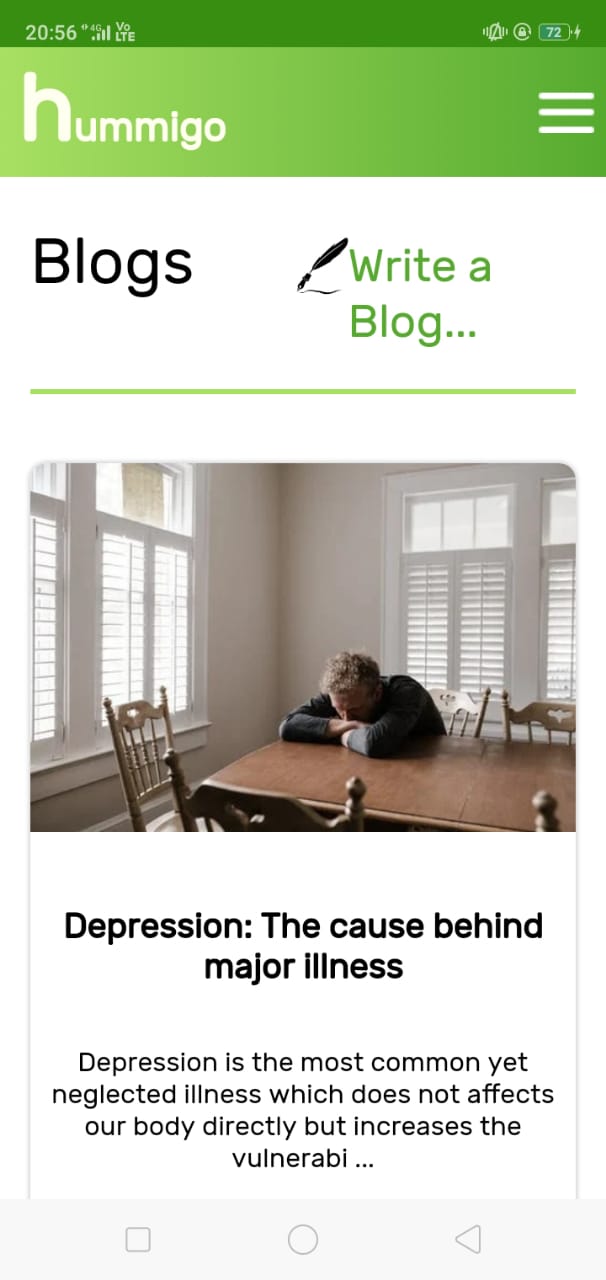 20:56 4G Vo LTE 72
hummigo
Blogs
Write a
Blog...
Depression: The cause behind
major illness
Depression is the most common yet
neglected illness which does not affects
our body directly but increases the
vulnerabi ...